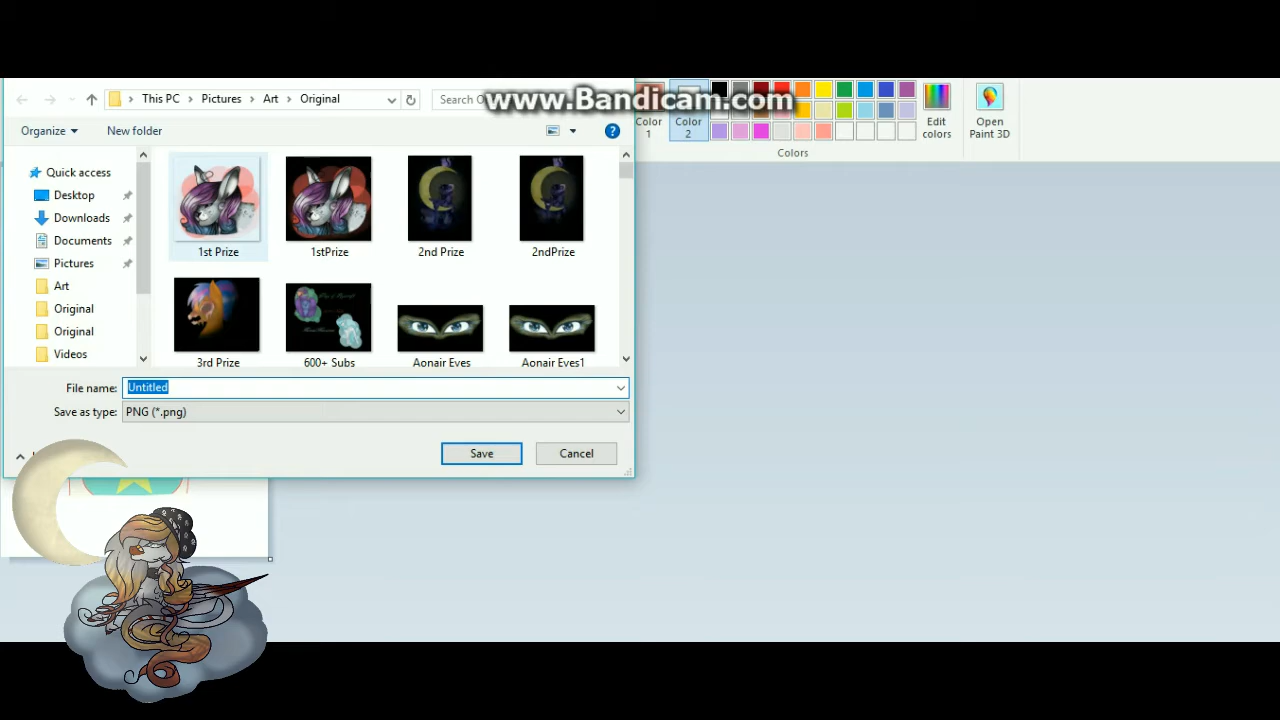 This PC > Pictures > Art > Original
Search O
www.Bandicam.com
Organize
New folder
Quick access
Desktop
Downloads
Documents
Pictures
Art
Original
Original
Videos
1st Prize
1stPrize
2nd Prize
2ndPrize
3rd Prize
600+ Subs
Aonair Eyes
Aonair Eyes1
File name: Untitled
Save as type: PNG (*.png)
Save
Cancel
Color 1
Color 2
Edit colors
Open Paint 3D
Colors